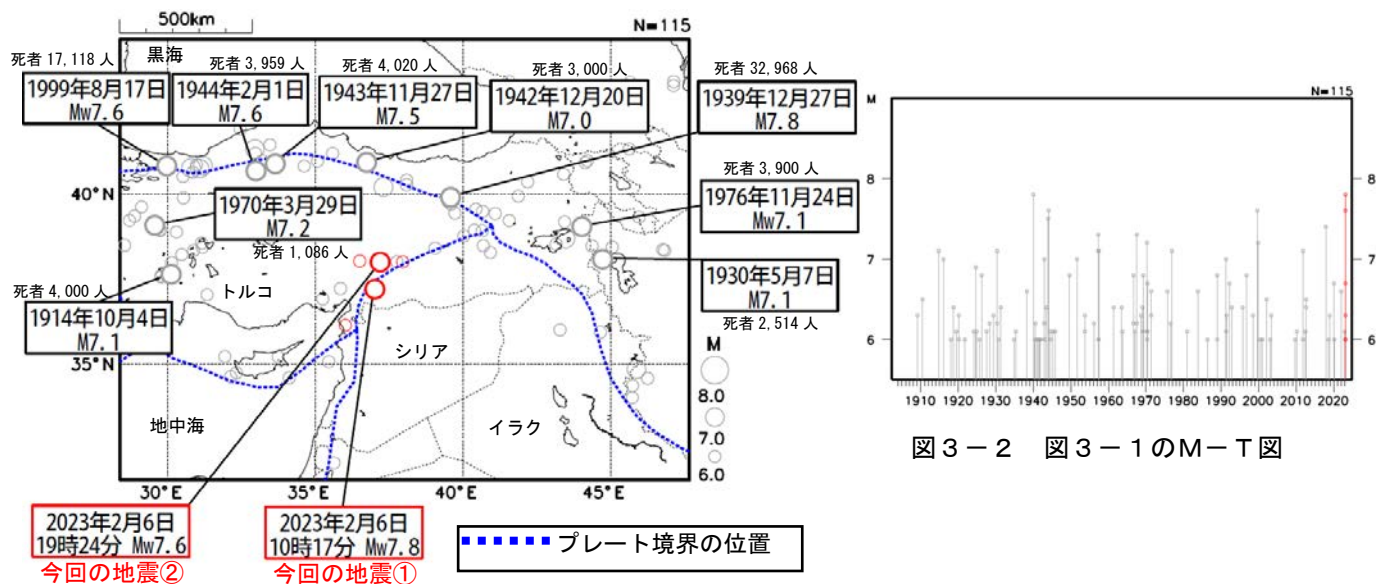 500km
N=115
死者 17,118 人
1999年8月17日
Mw7.6
黒海
死者 3,959 人
1944年2月1日
M7.6
死者 4,020 人
1943年11月27日
M7.5
死者 3,000 人
1942年12月20日
M7.0
死者 32,968 人
1939年12月27日
M7.8
死者 3,900 人
1976年11月24日
Mw7.1
1930年5月7日
M7.1
死者 2,514 人
1970年3月29日
M7.2
死者 1,086 人
死者 4,000 人
1914年10月4日
M7.1
40°N
35°N
トルコ
シリア
地中海
イラク
M
8.0
7.0
6.0
30°E
35°E
40°E
45°E
2023年2月6日
19時24分 Mw7.6
今回の地震②
2023年2月6日
10時17分 Mw7.8
今回の地震①
プレート境界の位置
M
N=115
8
7
6
8
7
6
1910 1920 1930 1940 1950 1960 1970 1980 1990 2000 2010 2020
図3-2 図3-1のM-T図